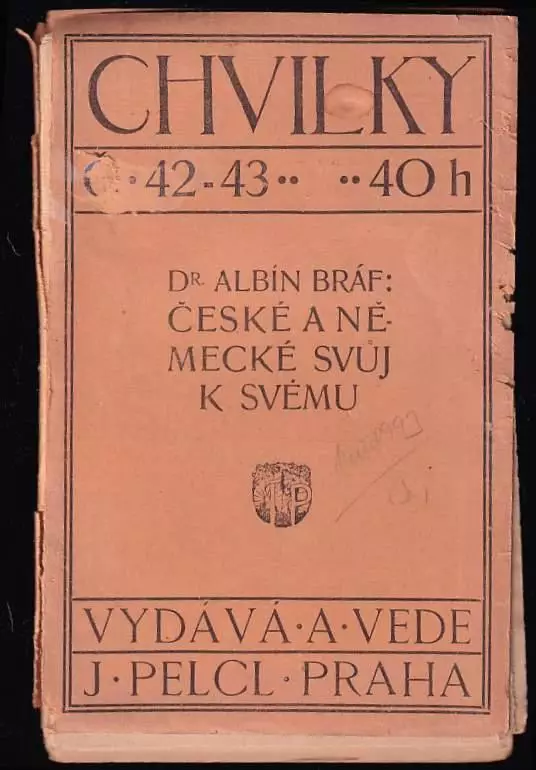 CHVILKY
Č·42-43·· ··40 h
DR. ALBÍN BRÁF:
ČESKÉ A NĚ-
MECKÉ SVŮJ
K SVÉMU
VYDÁVÁ·A·VEDE
J·PELCL·PRAHA